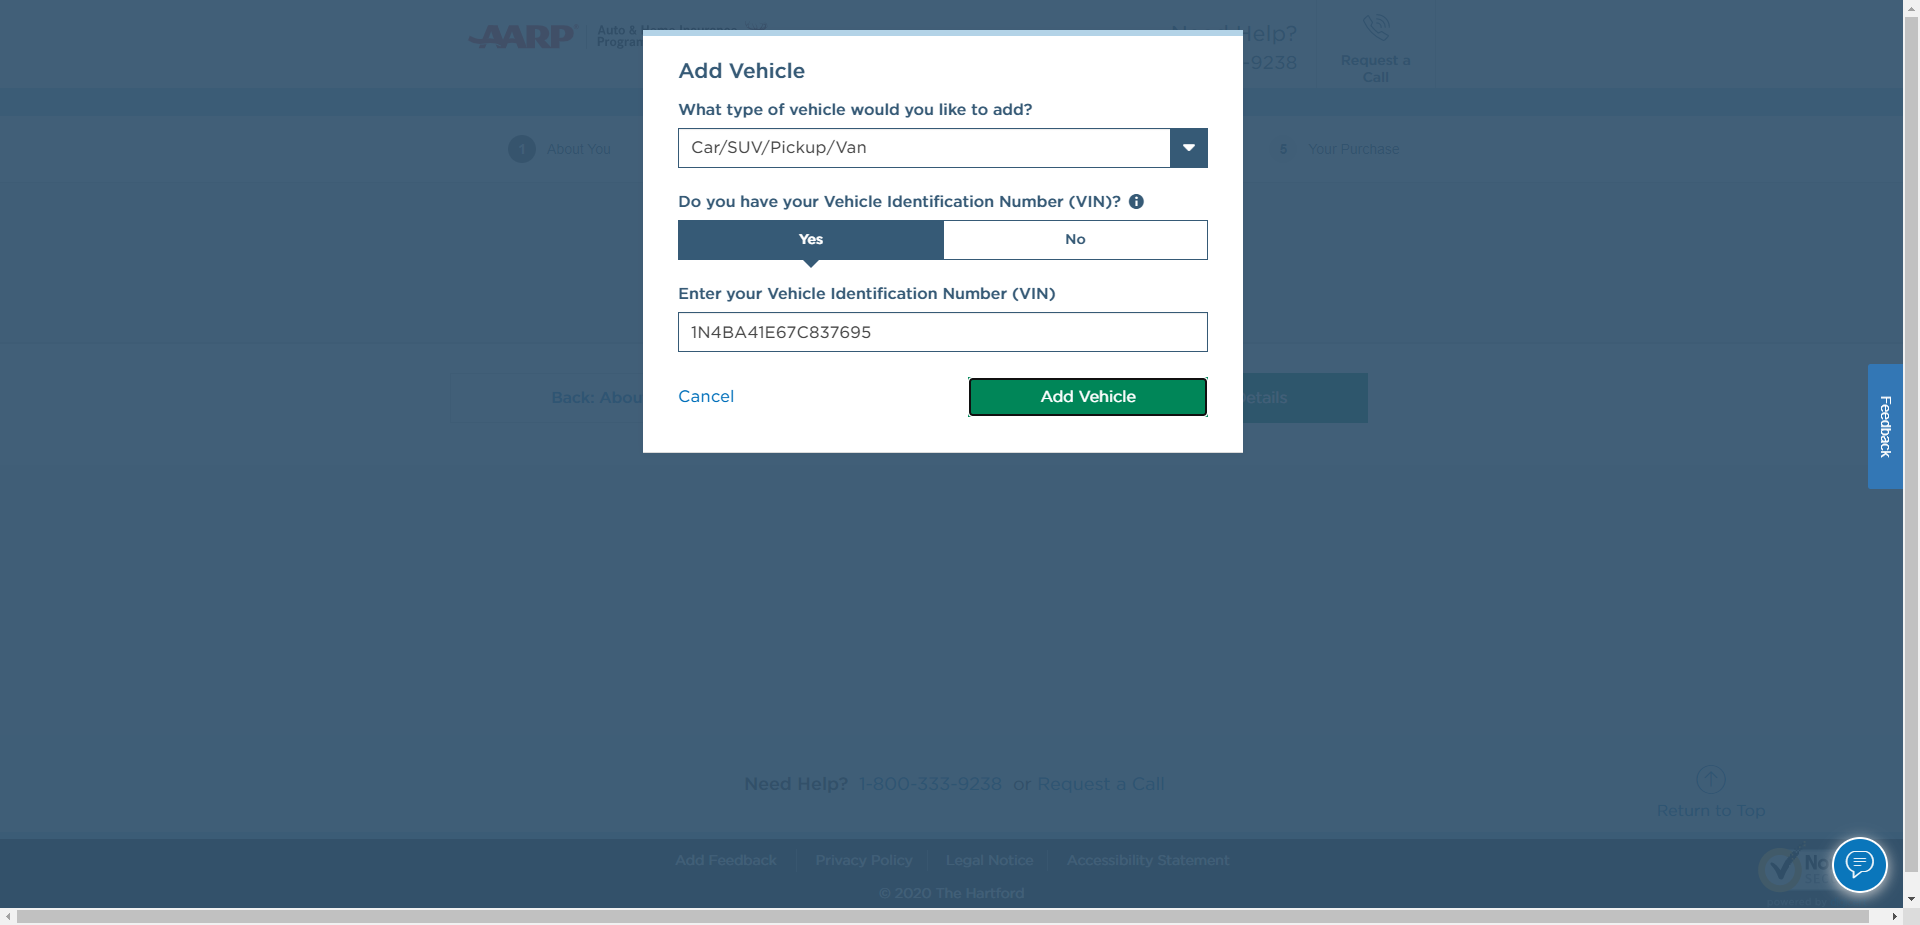 AARP
Auto & Home Insurance
Program
Need Help?
-9238
Request a
Call
1 About You
5 Your Purchase
Add Vehicle
What type of vehicle would you like to add?
Car/SUV/Pickup/Van
Do you have your Vehicle Identification Number (VIN)?
Yes
No
Enter your Vehicle Identification Number (VIN)
1N4BA41E67C837695
Cancel
Add Vehicle
Back: Abou
etails
Feedback
Need Help? 1-800-333-9238 or Request a Call
Return to Top
Add Feedback
Privacy Policy
Legal Notice
Accessibility Statement
© 2020 The Hartford